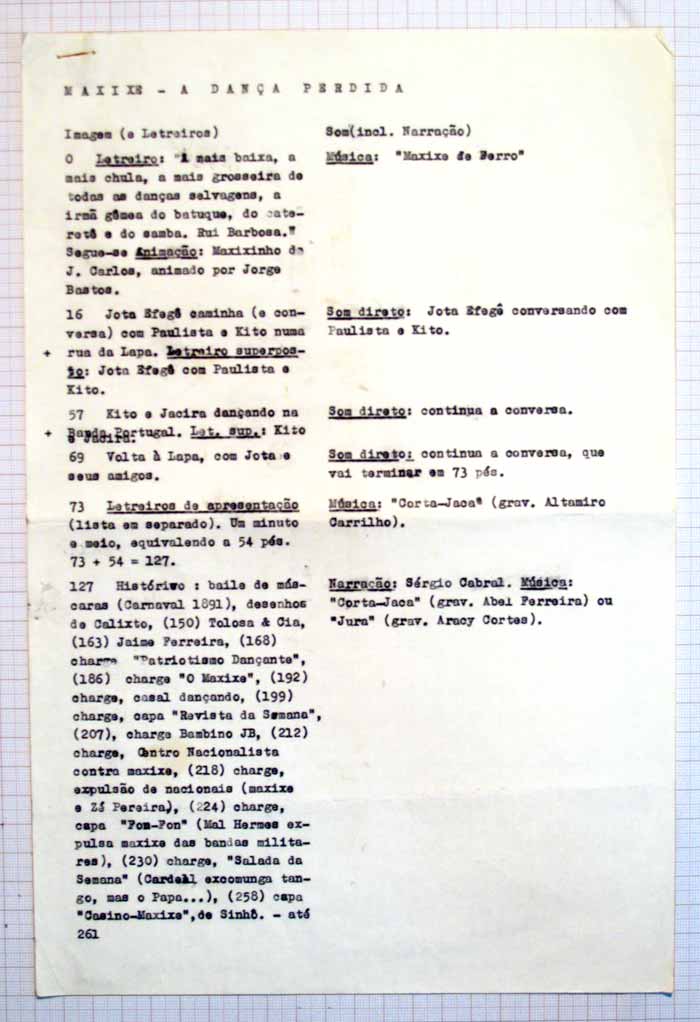 MAXIXE - A DANÇA PERDIDA
Imagem (e Letreiros)
0 Letreiro: "A mais baixa, a
mais chula, a mais grosseira de
todas as danças selvagens, a
irmã gêmea do batuque, do cate-
retê e do samba. Rui Barbosa."
Segue-se Animação: Maxixinho de
J. Carlos, animado por Jorge
Bastos.
16 Jota Efegê caminha (e con-
versa) com Paulista e Kito numa
+ rua da Lapa. Letreiro superpos-
to: Jota Efegê com Paulista e
Kito.
57 Kito e Jacira dançando na
+ Banda Portugal. Let. sup.: Kito
e Jacira.
69 Volta à Lapa, com Jota e
seus amigos.
73 Letreiros de apresentação
(lista em separado). Um minuto
e meio, equivalendo a 54 pés.
73 + 54 = 127.
127 Histórico : baile de más-
caras (Carnaval 1891), desenhos
de Calixto, (150) Tolosa & Cia,
(163) Jaime Ferreira, (168)
charge "Patriotismo Dançante",
(186) charge "O Maxixe", (192)
charge, casal dançando, (199)
charge, capa "Revista da Semana",
(207), charge Bambino JB, (212)
charge, Centro Nacionalista
contra maxixe, (218) charge,
expulsão de nacionais (maxixe
e Zé Pereira), (224) charge,
capa "Fon-Fon" (Mal Hermes ex-
pulsa maxixe das bandas milita-
res), (230) charge, "Salada da
Semana" (Cardeal excomunga tan-
go, mas o Papa...), (258) capa
"Casino-Maxixe",de Sinhô. - até
261
Som(incl. Narração)
Música: "Maxixe de Ferro"
Som direto: Jota Efegê conversando com
Paulista e Kito.
Som direto: continua a conversa.
Som direto: continua a conversa, que
vai terminar em 73 pés.
Música: "Corta-Jaca" (grav. Altamiro
Carrilho).
Narração: Sérgio Cabral. Música:
"Corta-Jaca" (grav. Abel Ferreira) ou
"Jura" (grav. Aracy Cortes).